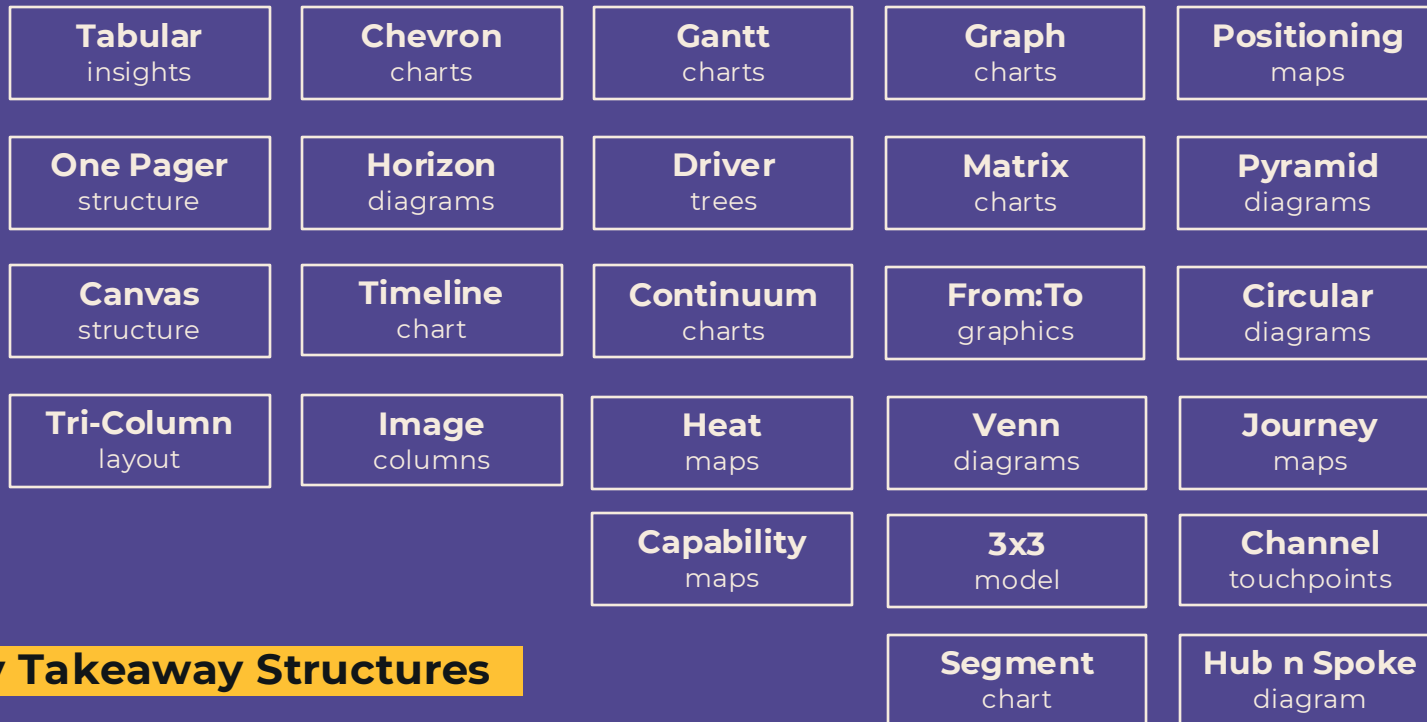 Tabular
insights
Chevron
charts
Gantt
charts
Graph
charts
Positioning
maps
One Pager
structure
Horizon
diagrams
Driver
trees
Matrix
charts
Pyramid
diagrams
Canvas
structure
Timeline
chart
Continuum
charts
From:To
graphics
Circular
diagrams
Tri-Column
layout
Image
columns
Heat
maps
Venn
diagrams
Journey
maps
Capability
maps
3x3
model
Channel
touchpoints
Segment
chart
Hub n Spoke
diagram
Takeaway Structures